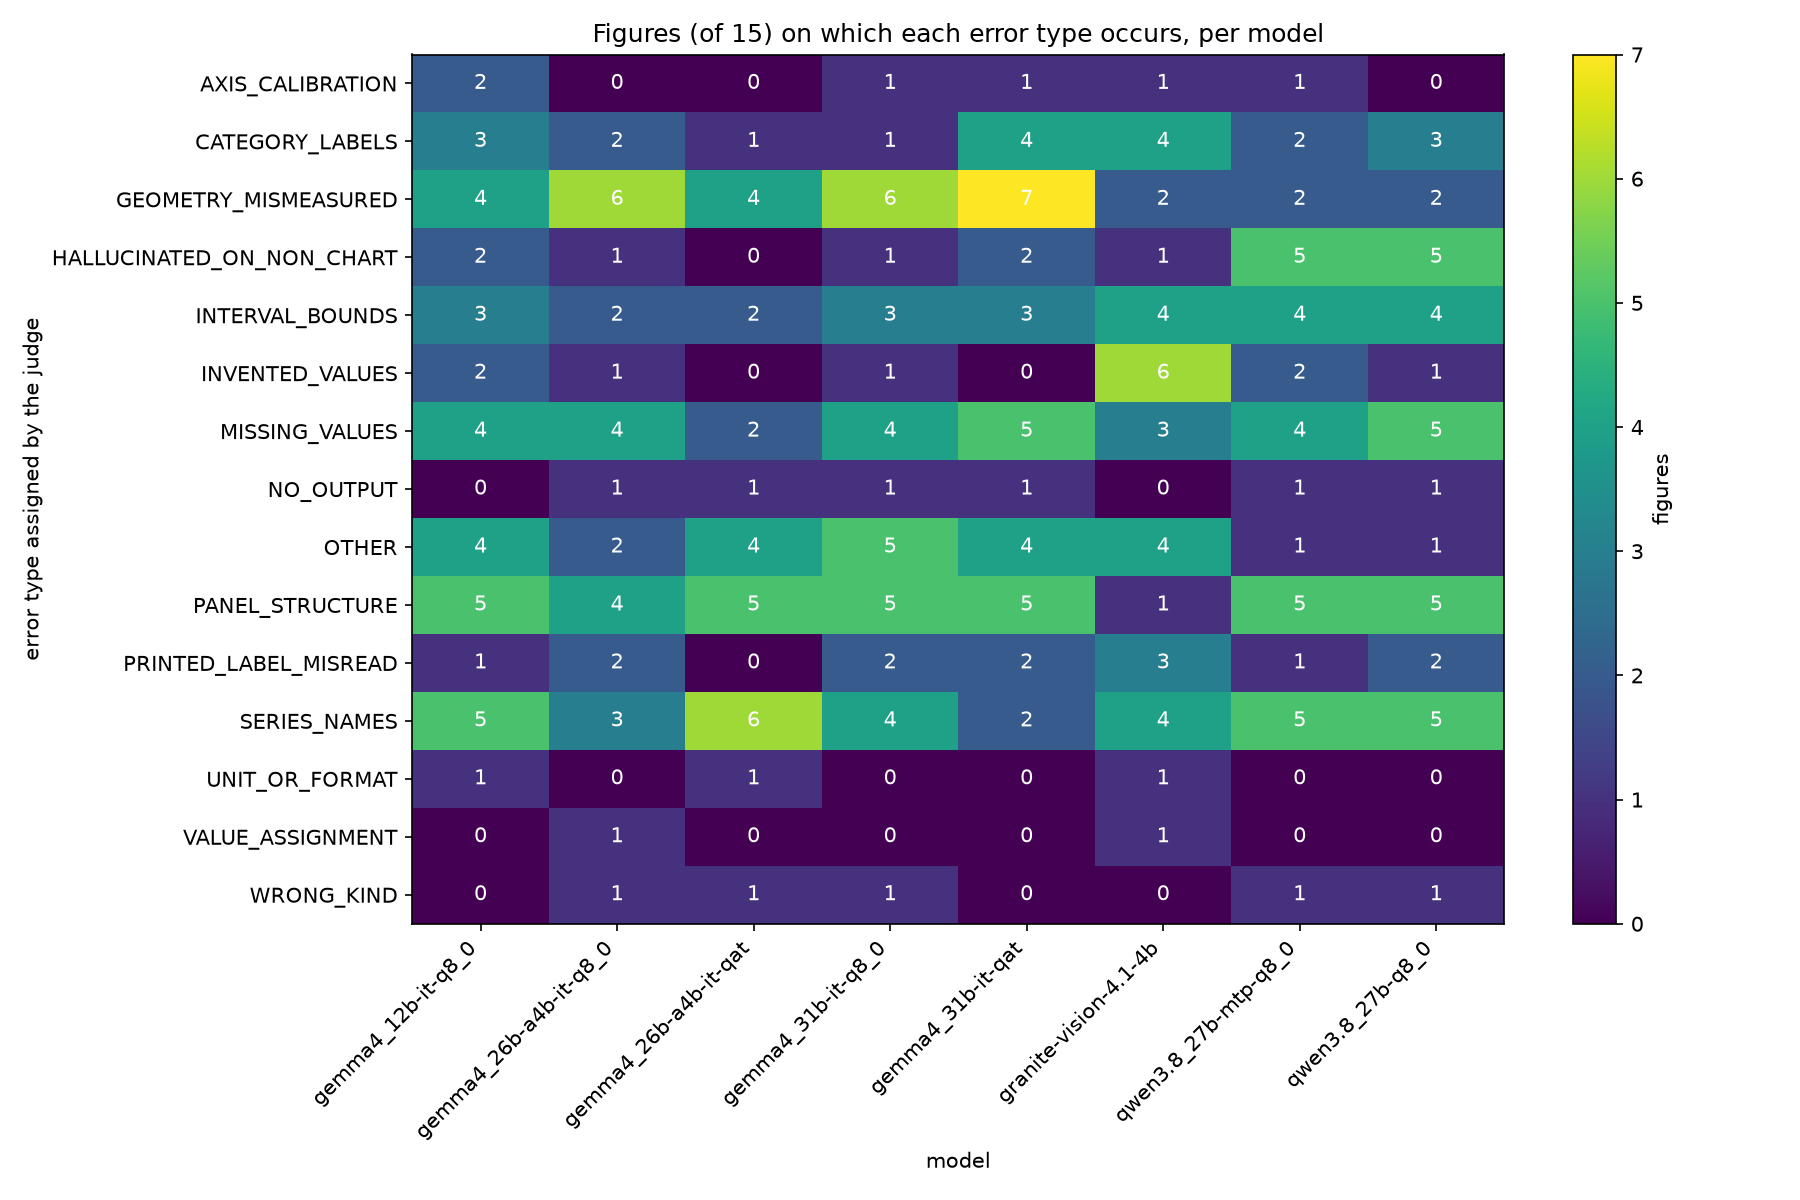 Figures (of 15) on which each error type occurs, per model
error type assigned by the judge
AXIS_CALIBRATION 2 0 0 1 1 1 1 0
CATEGORY_LABELS 3 2 1 1 4 4 2 3
GEOMETRY_MISMEASURED 4 6 4 6 7 2 2 2
HALLUCINATED_ON_NON_CHART 2 1 0 1 2 1 5 5
INTERVAL_BOUNDS 3 2 2 3 3 4 4 4
INVENTED_VALUES 2 1 0 1 0 6 2 1
MISSING_VALUES 4 4 2 4 5 3 4 5
NO_OUTPUT 0 1 1 1 1 0 1 1
OTHER 4 2 4 5 4 4 1 1
PANEL_STRUCTURE 5 4 5 5 5 1 5 5
PRINTED_LABEL_MISREAD 1 2 0 2 2 3 1 2
SERIES_NAMES 5 3 6 4 2 4 5 5
UNIT_OR_FORMAT 1 0 1 0 0 1 0 0
VALUE_ASSIGNMENT 0 1 0 0 0 1 0 0
WRONG_KIND 0 1 1 1 0 0 1 1
gemma4_12b-it-q8_0
gemma4_26b-a4b-it-q8_0
gemma4_26b-a4b-it-qat
gemma4_31b-it-q8_0
gemma4_31b-it-qat
granite-vision-4.1-4b
qwen3.8_27b-mtp-q8_0
qwen3.8_27b-q8_0
model
7
6
5
4
3
2
1
0
figures